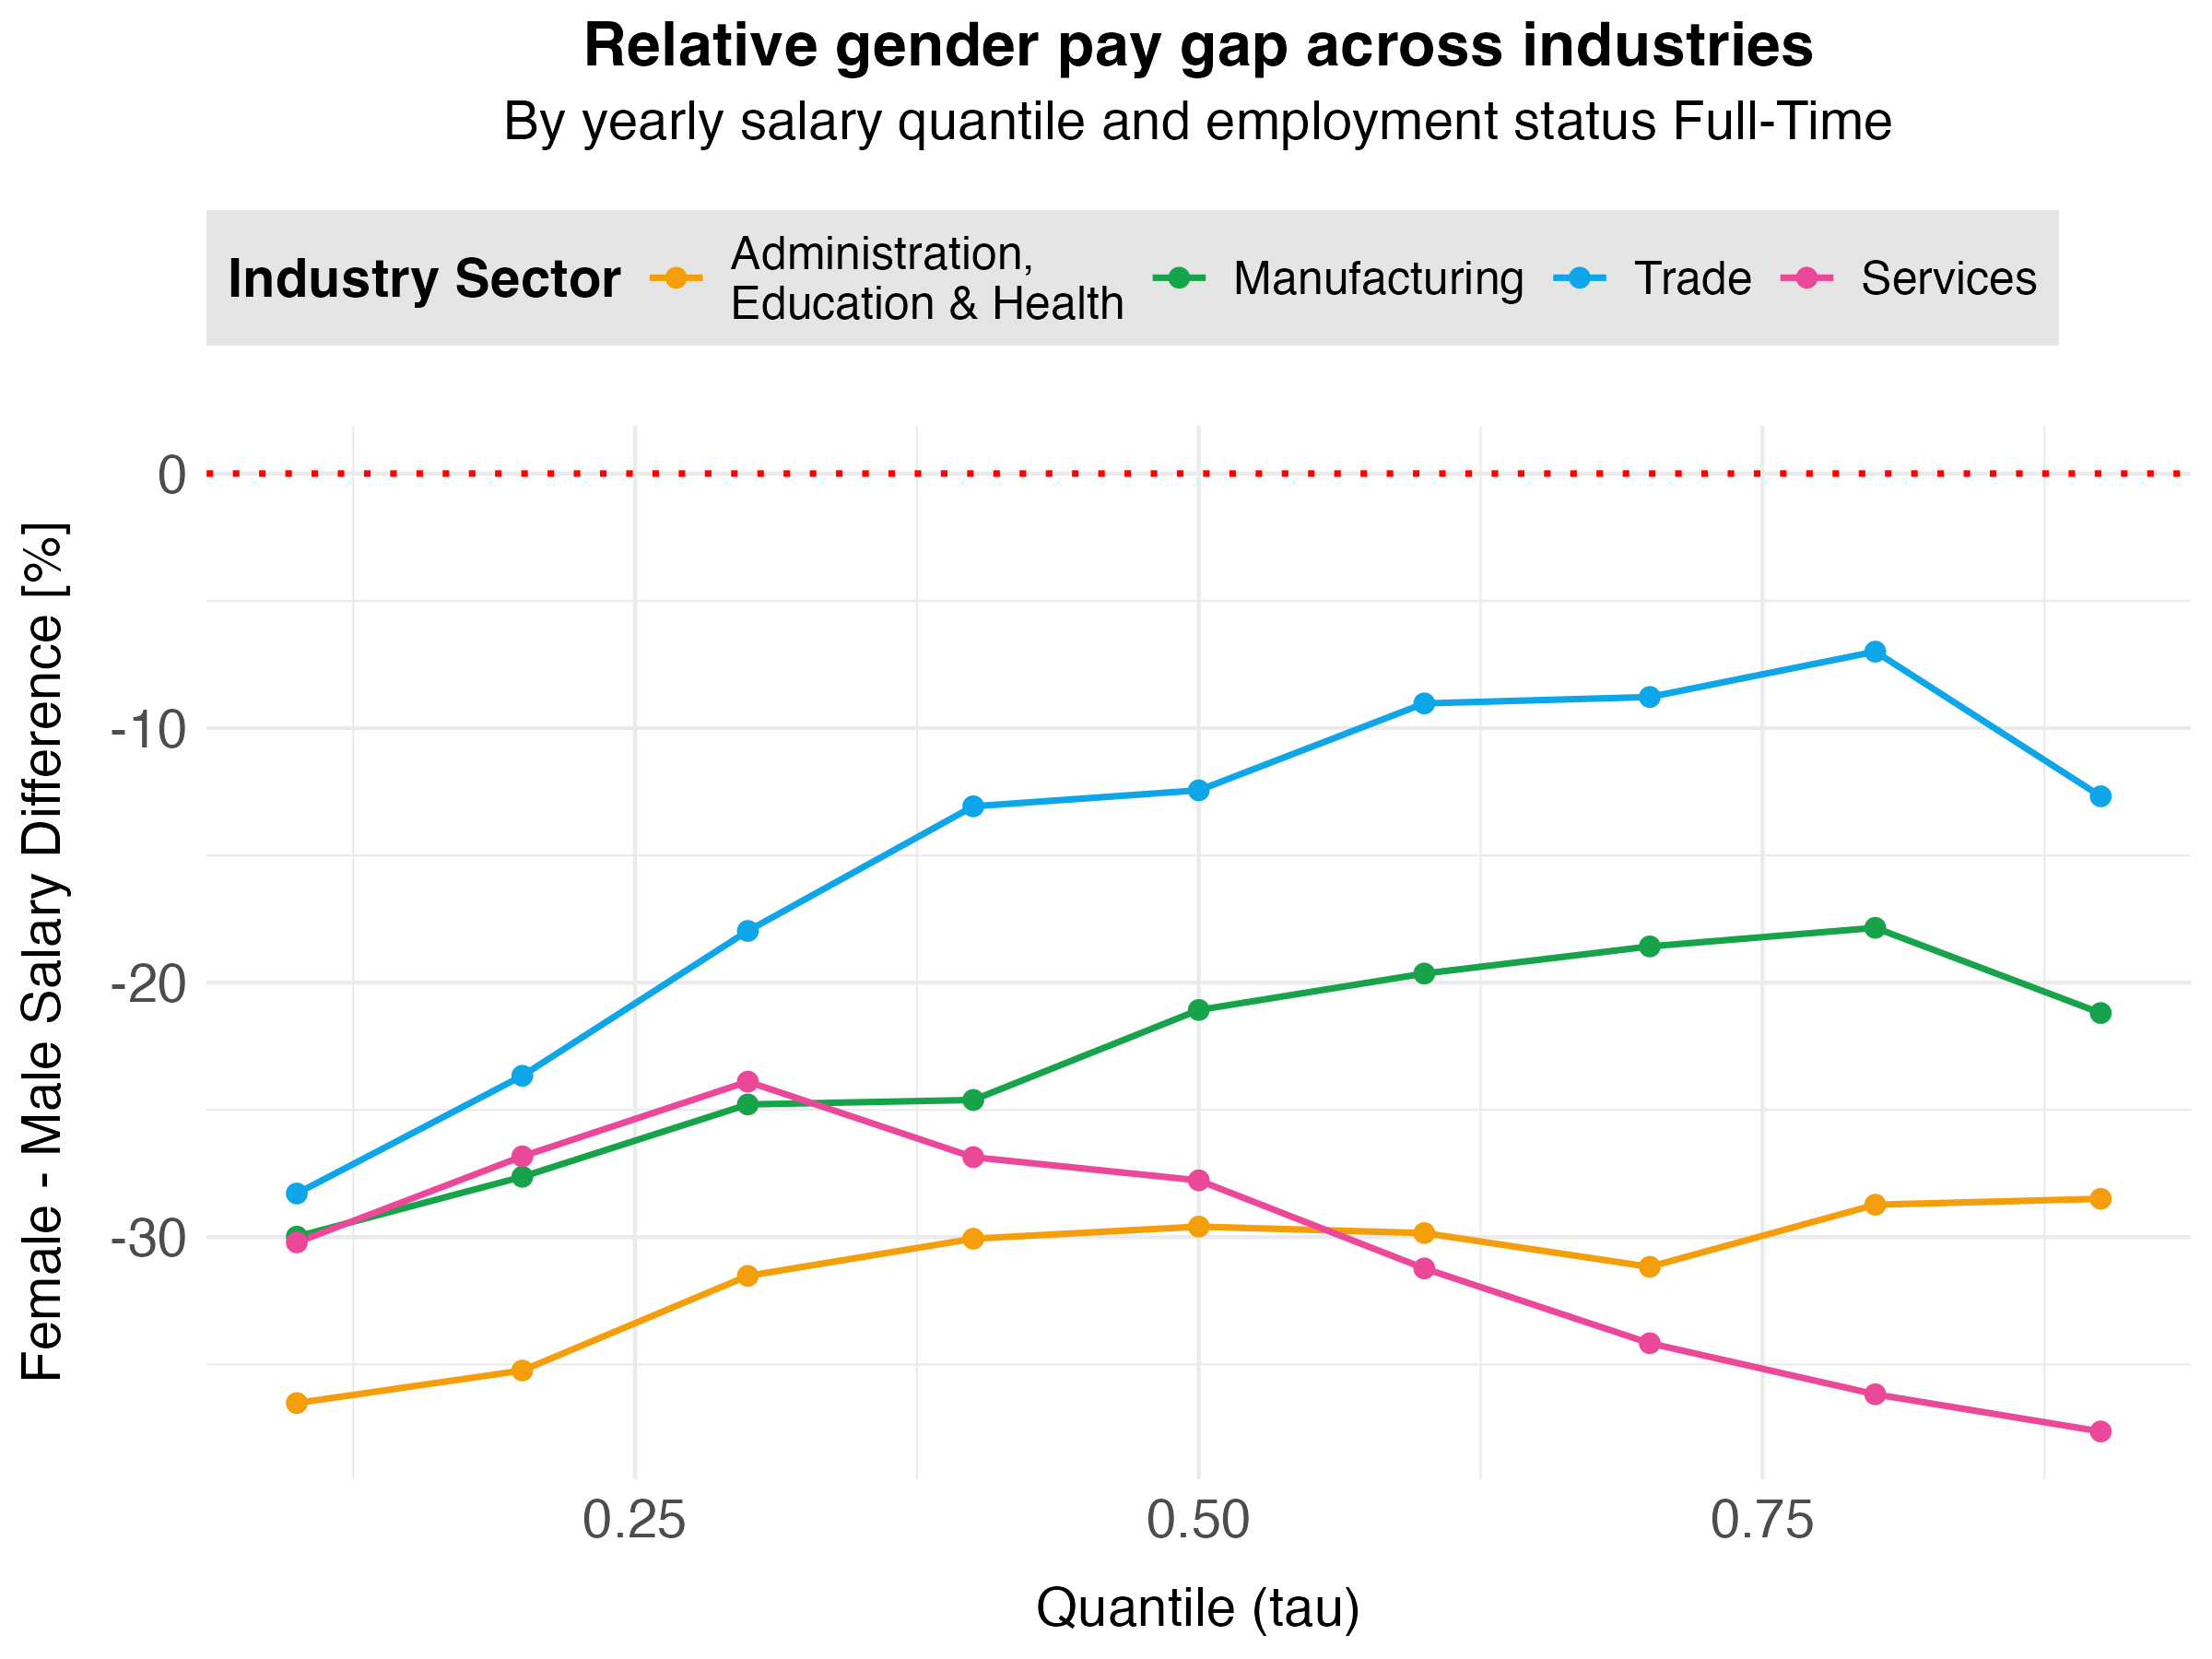 Relative gender pay gap across industries
By yearly salary quantile and employment status Full-Time
Industry Sector
Administration,
Education & Health
Manufacturing
Trade
Services
Female - Male Salary Difference [%]
0
-10
-20
-30
0.25
0.50
0.75
Quantile (tau)